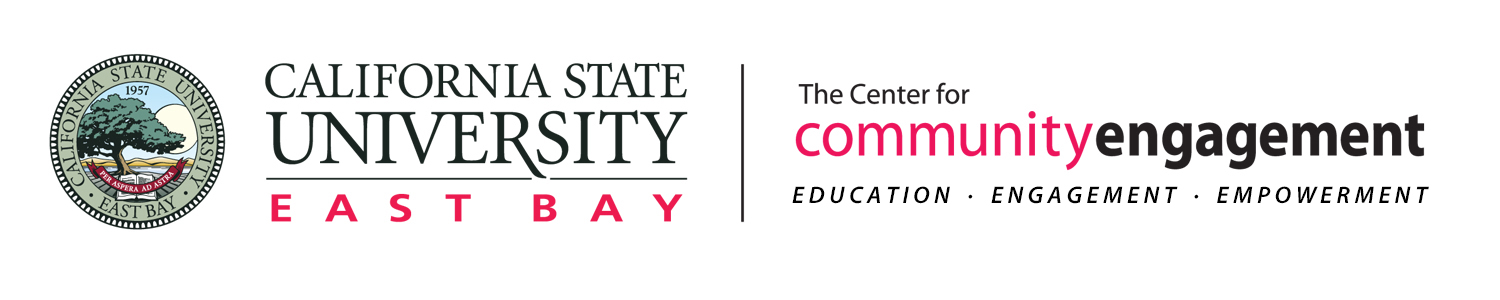 CALIFORNIA STATE UNIVERSITY
1957
PER ASPERA AD ASTRA
· EAST BAY ·
CALIFORNIA STATE
UNIVERSITY
EAST BAY
The Center for
communityengagement
EDUCATION · ENGAGEMENT · EMPOWERMENT